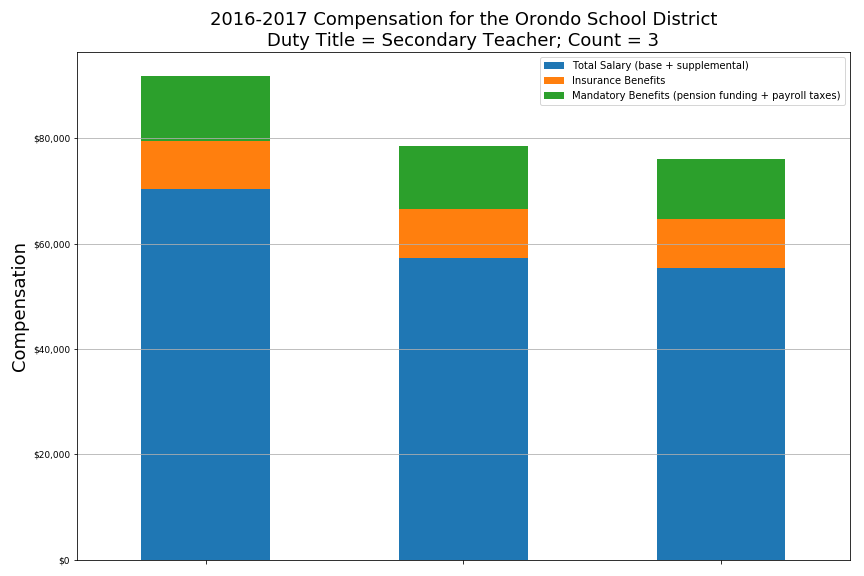 2016-2017 Compensation for the Orondo School District
Duty Title = Secondary Teacher; Count = 3
Total Salary (base + supplemental)
Insurance Benefits
Mandatory Benefits (pension funding + payroll taxes)
Compensation
$80,000
$60,000
$40,000
$20,000
$0